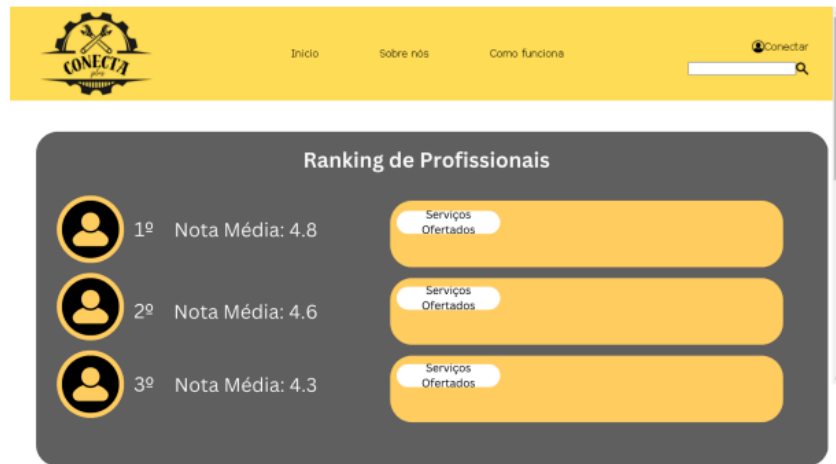 CONECTA
plus
Inicio
Sobre nós
Como funciona
Conectar
Ranking de Profissionais
1º Nota Média: 4.8
Serviços
Ofertados
2º Nota Média: 4.6
Serviços
Ofertados
3º Nota Média: 4.3
Serviços
Ofertados